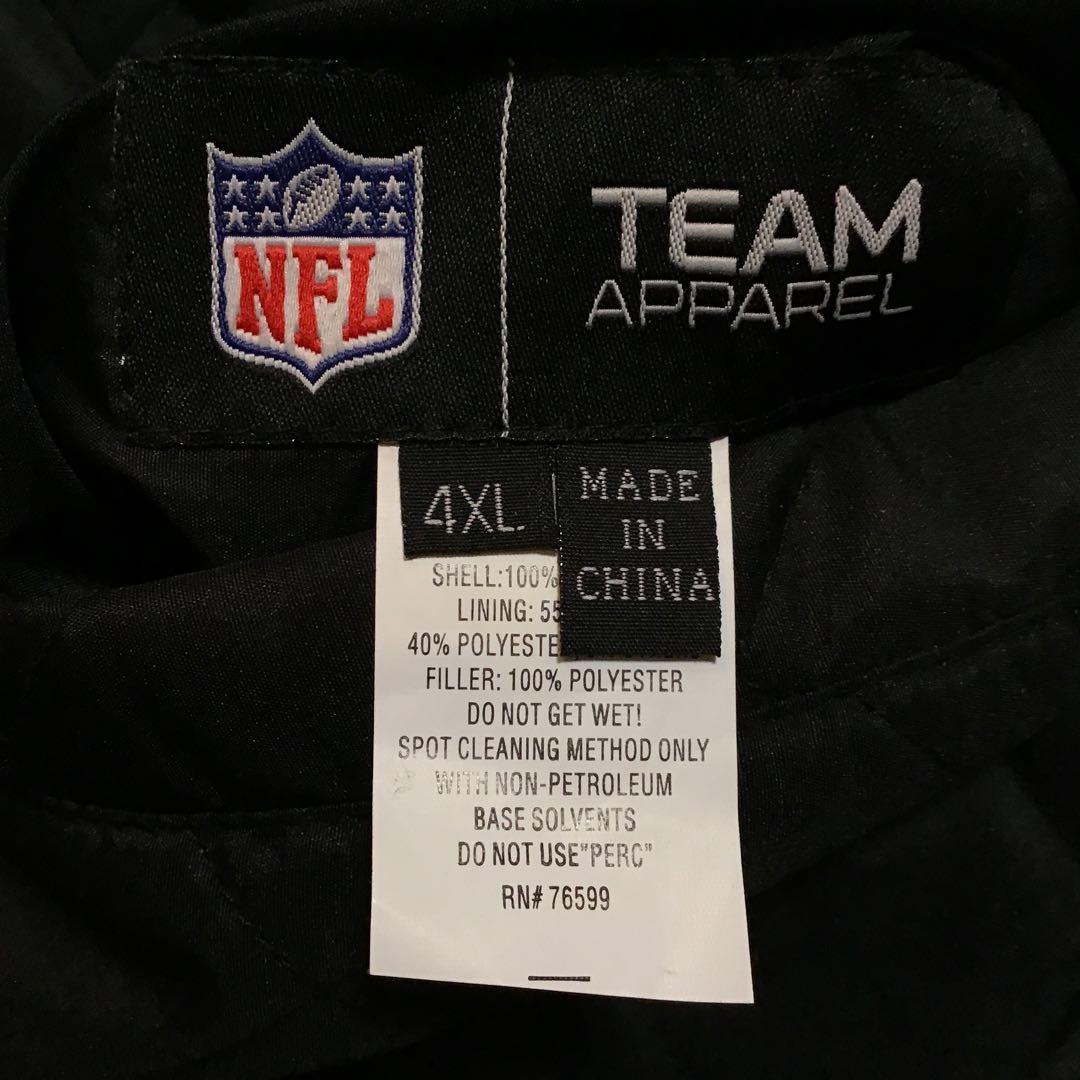 NFL
TEAM
APPAREL
4XL
MADE
IN
CHINA
SHELL:100%
LINING: 55
40% POLYESTE
FILLER: 100% POLYESTER
DO NOT GET WET!
SPOT CLEANING METHOD ONLY
WITH NON-PETROLEUM
BASE SOLVENTS
DO NOT USE"PERC"
RN# 76599